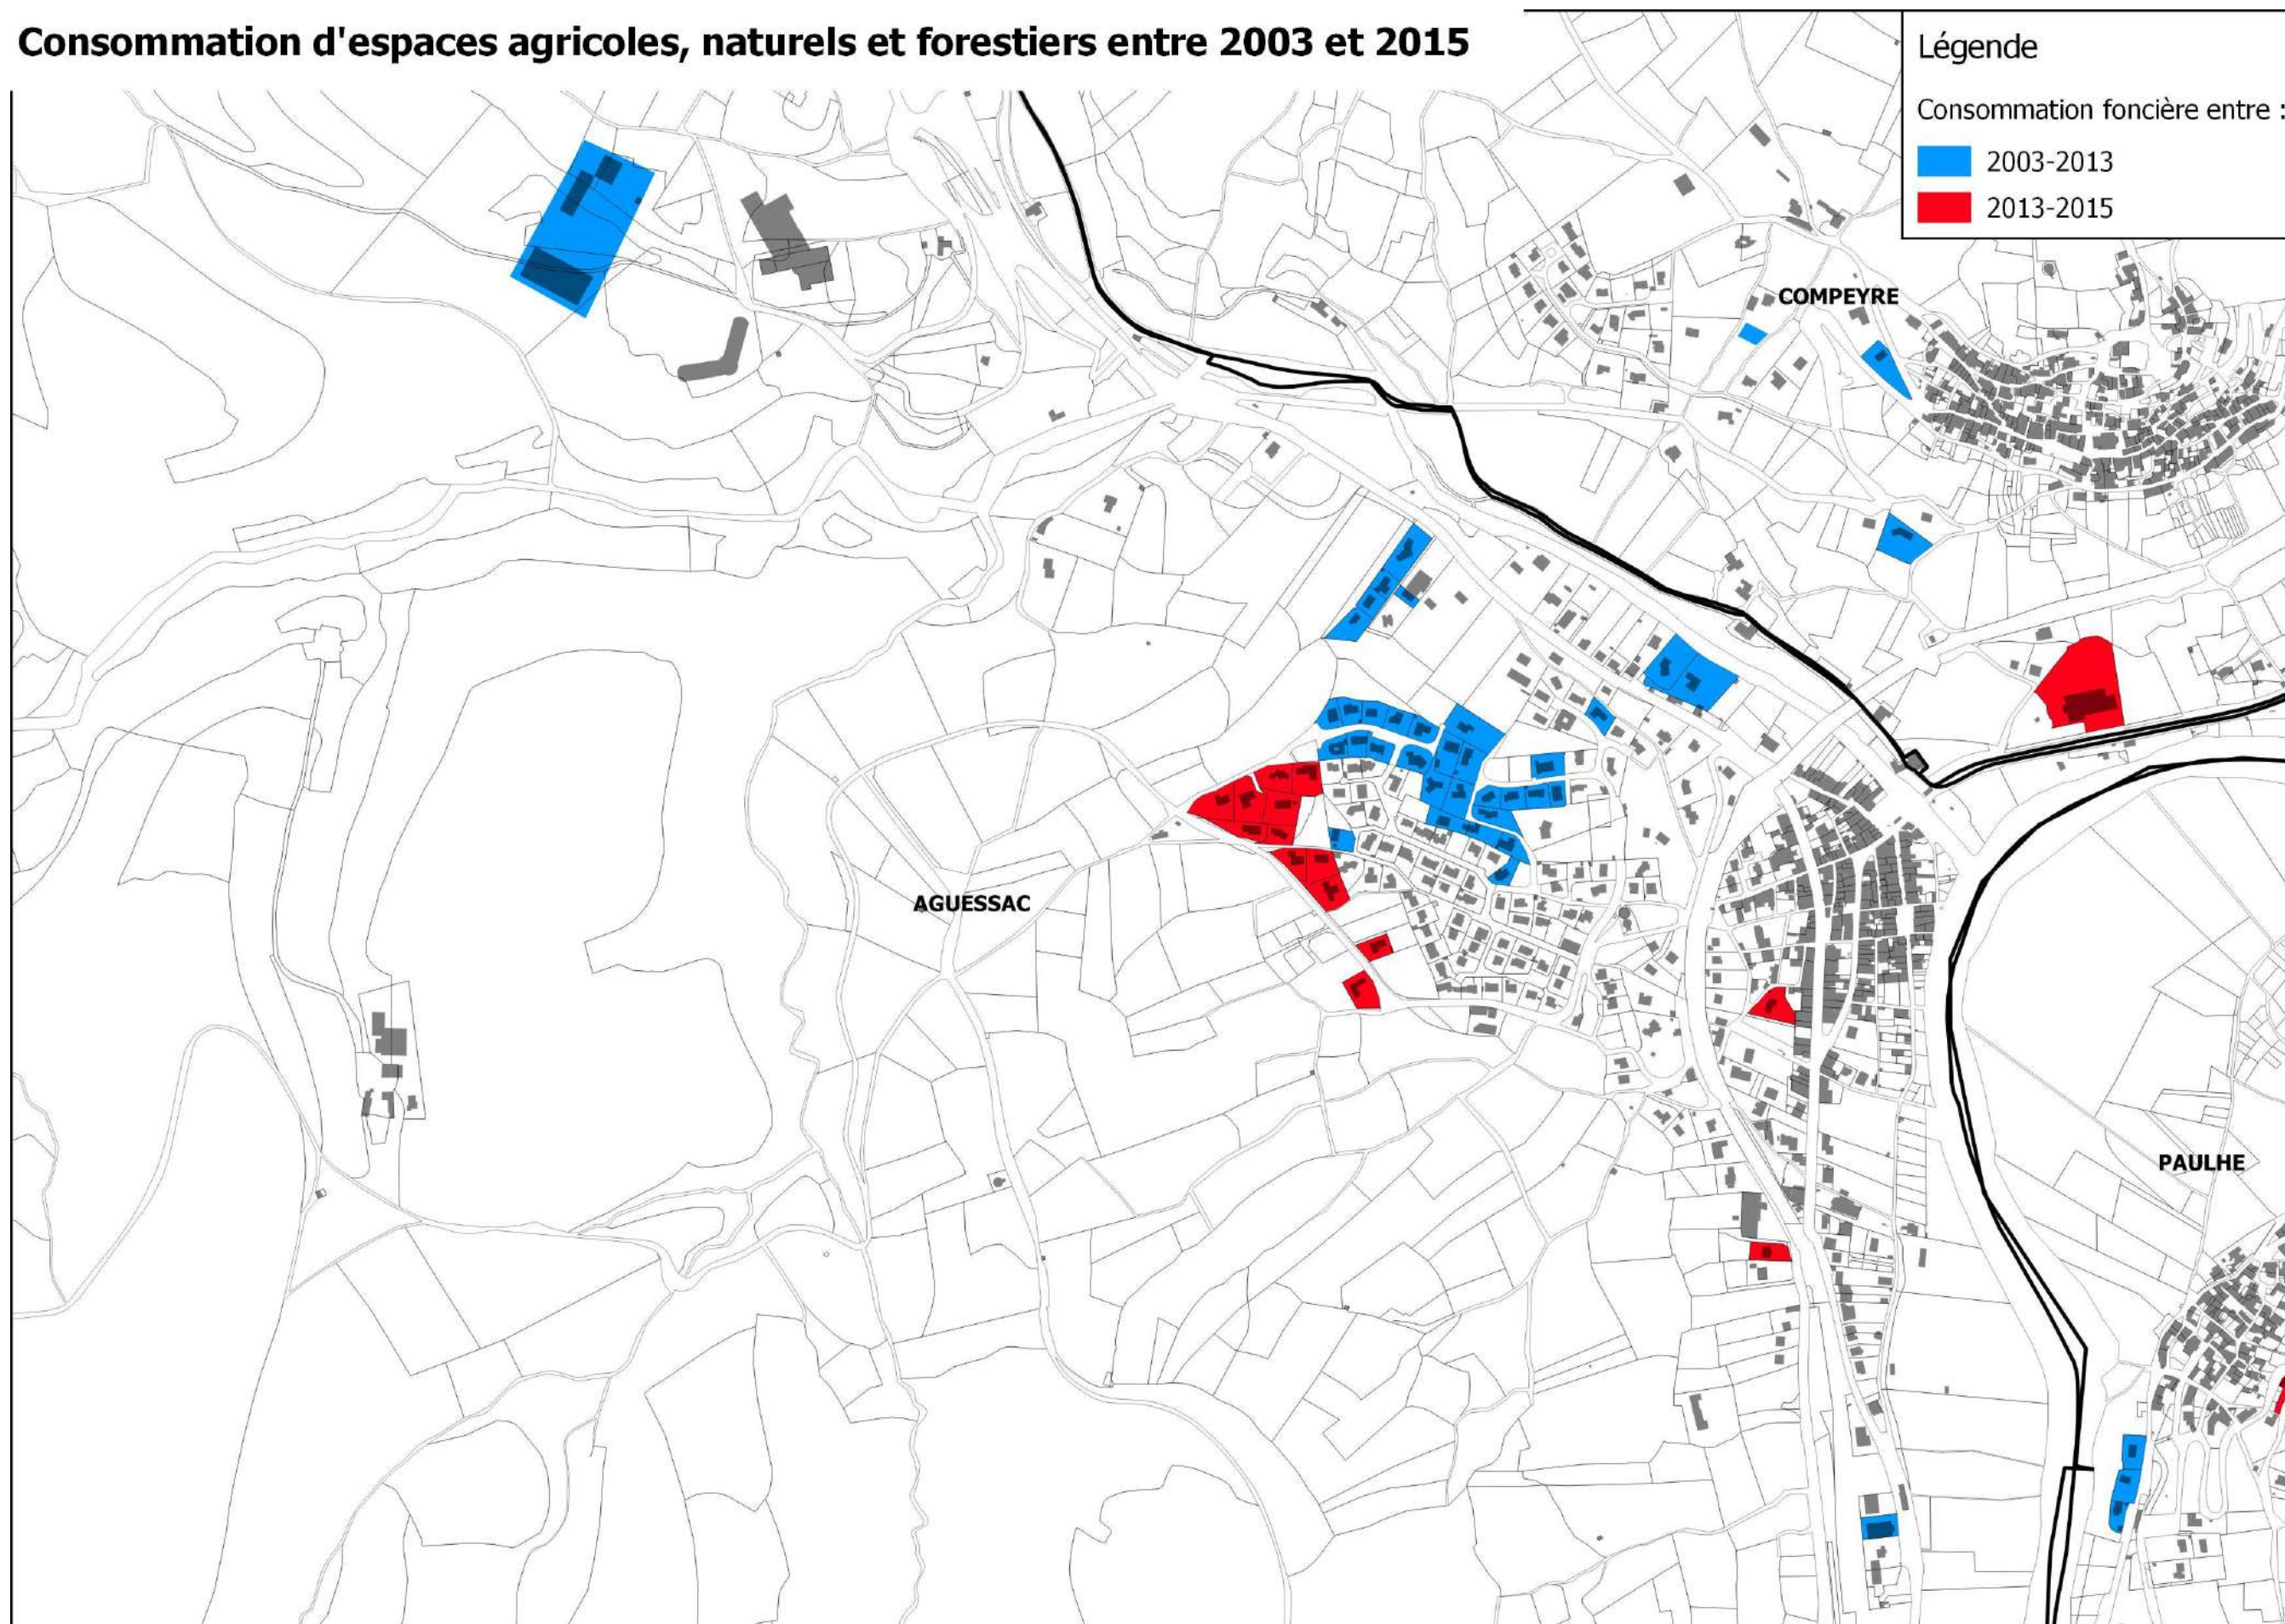 Consommation d'espaces agricoles, naturels et forestiers entre 2003 et 2015
Légende
Consommation foncière entre :
2003-2013
2013-2015
COMPEYRE
AGUESSAC
PAULHE